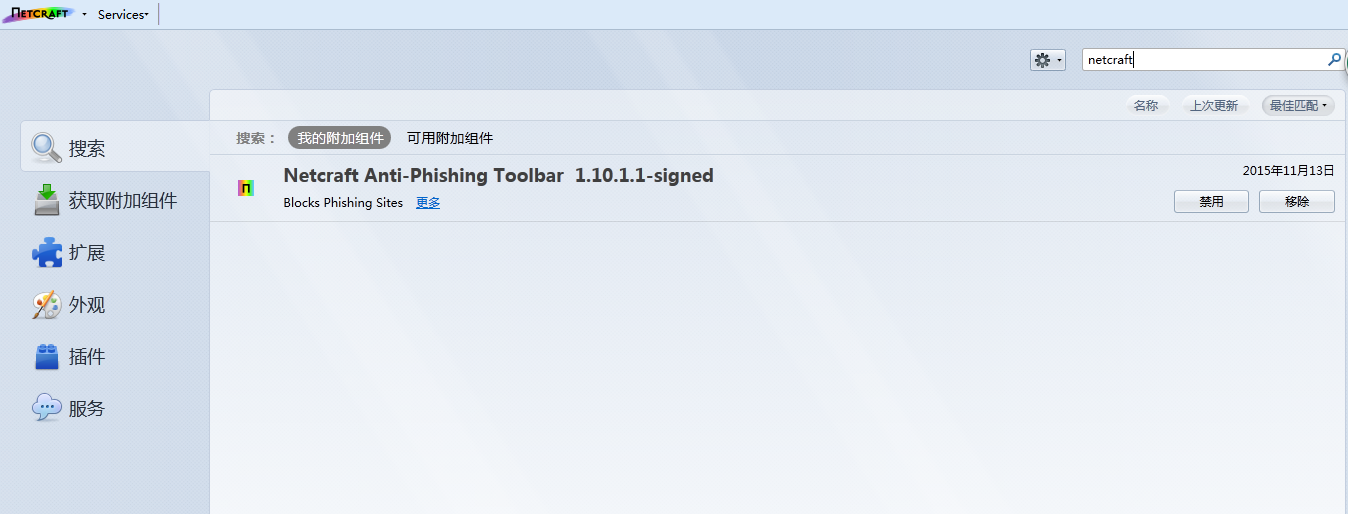 NETCRAFT Services
netcraft
名称 上次更新 最佳匹配
搜索： 我的附加组件 可用附加组件
搜索
获取附加组件
扩展
外观
插件
服务
Netcraft Anti-Phishing Toolbar 1.10.1.1-signed
2015年11月13日
Blocks Phishing Sites 更多
禁用 移除